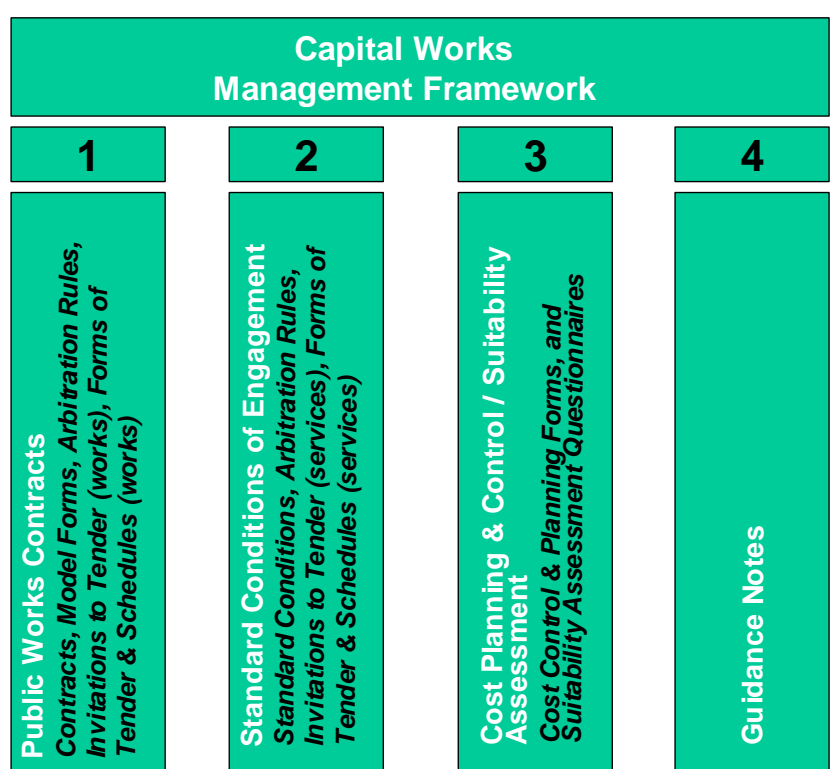 Capital Works
Management Framework
1
2
3
4
Public Works Contracts
Contracts, Model Forms, Arbitration Rules,
Invitations to Tender (works), Forms of
Tender & Schedules (works)
Standard Conditions of Engagement
Standard Conditions, Arbitration Rules,
Invitations to Tender (services), Forms of
Tender & Schedules (services)
Cost Planning & Control / Suitability
Assessment
Cost Control & Planning Forms, and
Suitability Assessment Questionnaires
Guidance Notes